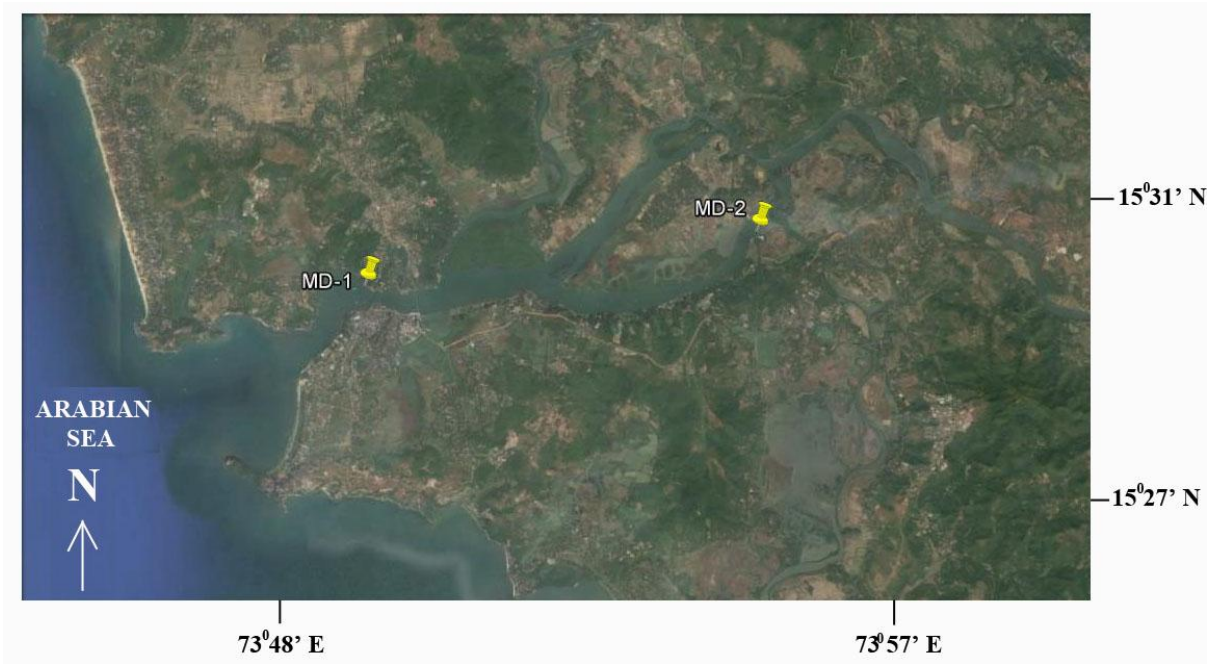 MD-2
15⁰31’ N
MD-1
ARABIAN
SEA
N
15⁰27’ N
73⁰48’ E
73⁰57’ E